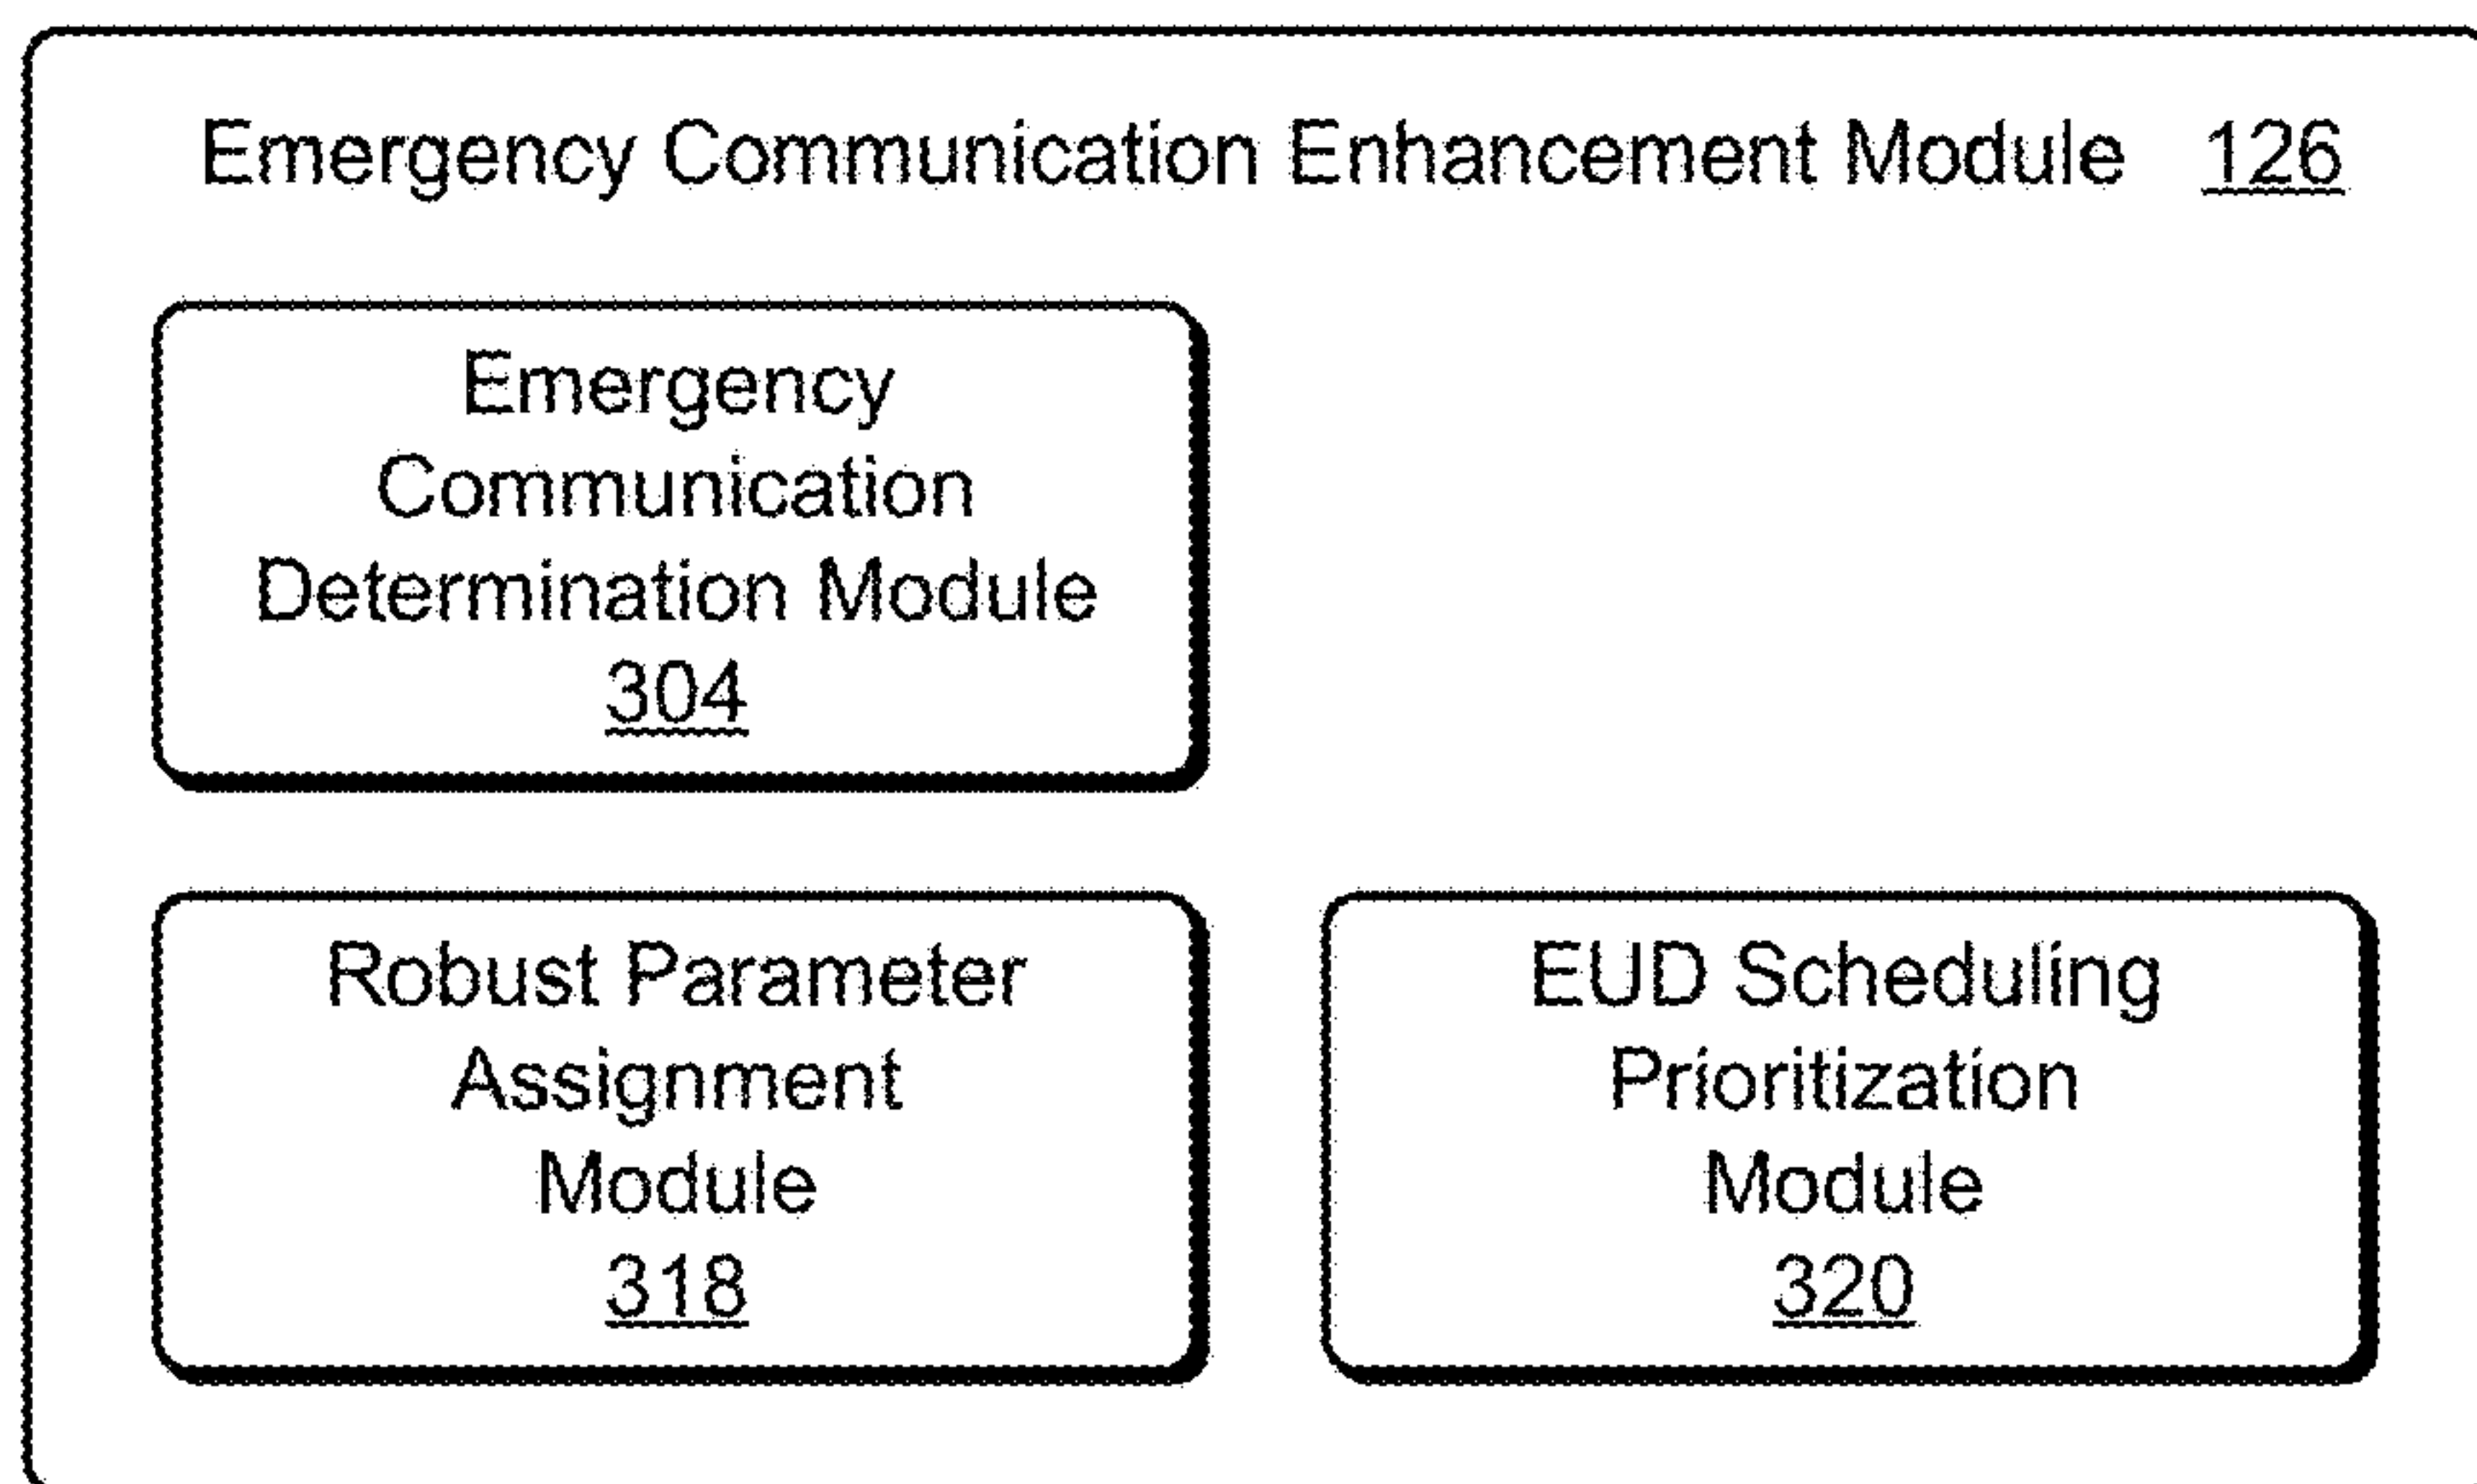 Emergency Communication Enhancement Module 126
Emergency
Communication
Determination Module
304
Robust Parameter
Assignment
Module
318
EUD Scheduling
Prioritization
Module
320